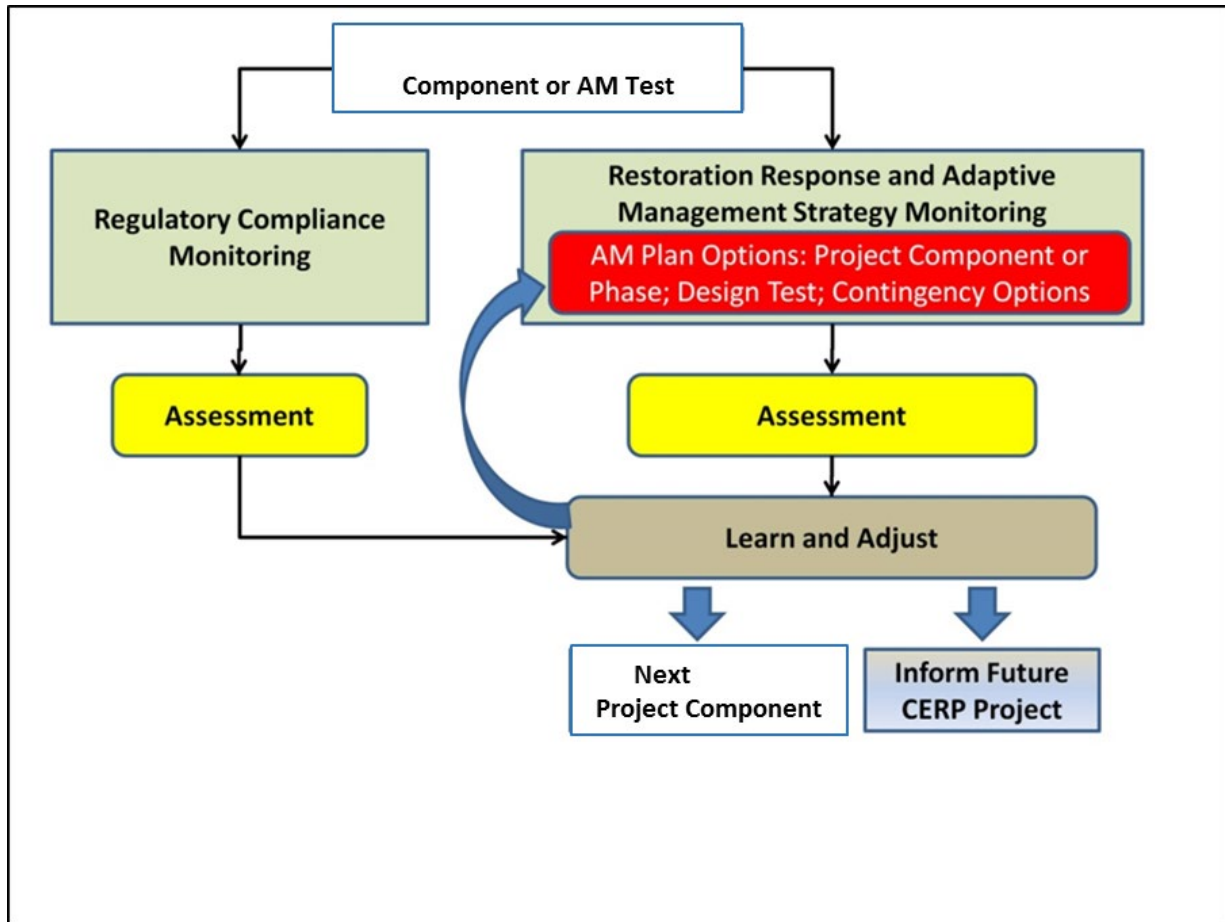 Component or AM Test
Regulatory Compliance
Monitoring
Restoration Response and Adaptive
Management Strategy Monitoring
AM Plan Options: Project Component or
Phase; Design Test; Contingency Options
Assessment
Assessment
Learn and Adjust
Next
Project Component
Inform Future
CERP Project